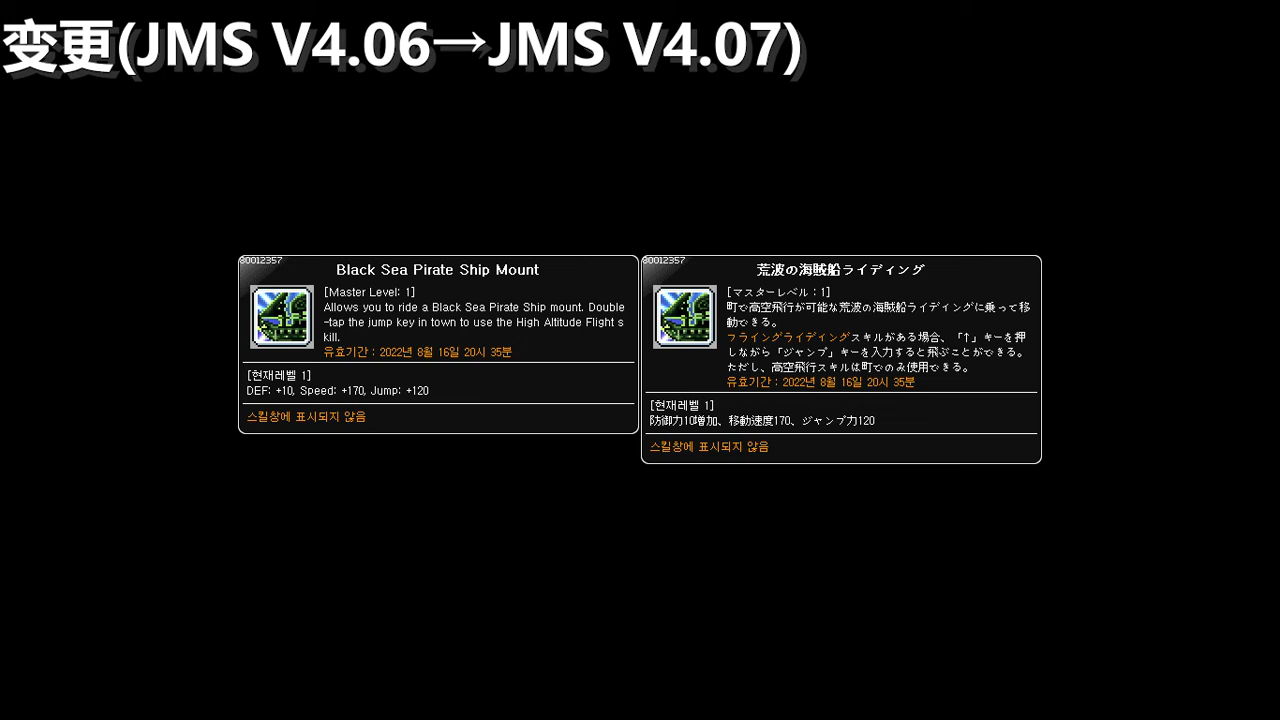 变更(JMS V4.06→JMS V4.07)
80012357
Black Sea Pirate Ship Mount
[Master Level: 1]
Allows you to ride a Black Sea Pirate Ship mount. Double
-tap the jump key in town to use the High Altitude Flight s
kill.
유효기간 : 2022년 8월 16일 20시 35분
[현재레벨 1]
DEF: +10, Speed: +170, Jump: +120
스킬창에 표시되지 않음
80012357
荒波の海賊船ライディング
[マスターレベル：1]
町で高空飛行が可能な荒波の海賊船ライディングに乗って移
動できる。
フライングライディングスキルがある場合、「↑」キーを押
しながら「ジャンプ」キーを入力すると飛ぶことができる。
ただし、高空飛行スキルは町でのみ使用できる。
유효기간 : 2022년 8월 16일 20시 35분
[현재레벨 1]
防御力10増加、移動速度170、ジャンプ力120
스킬창에 표시되지 않음